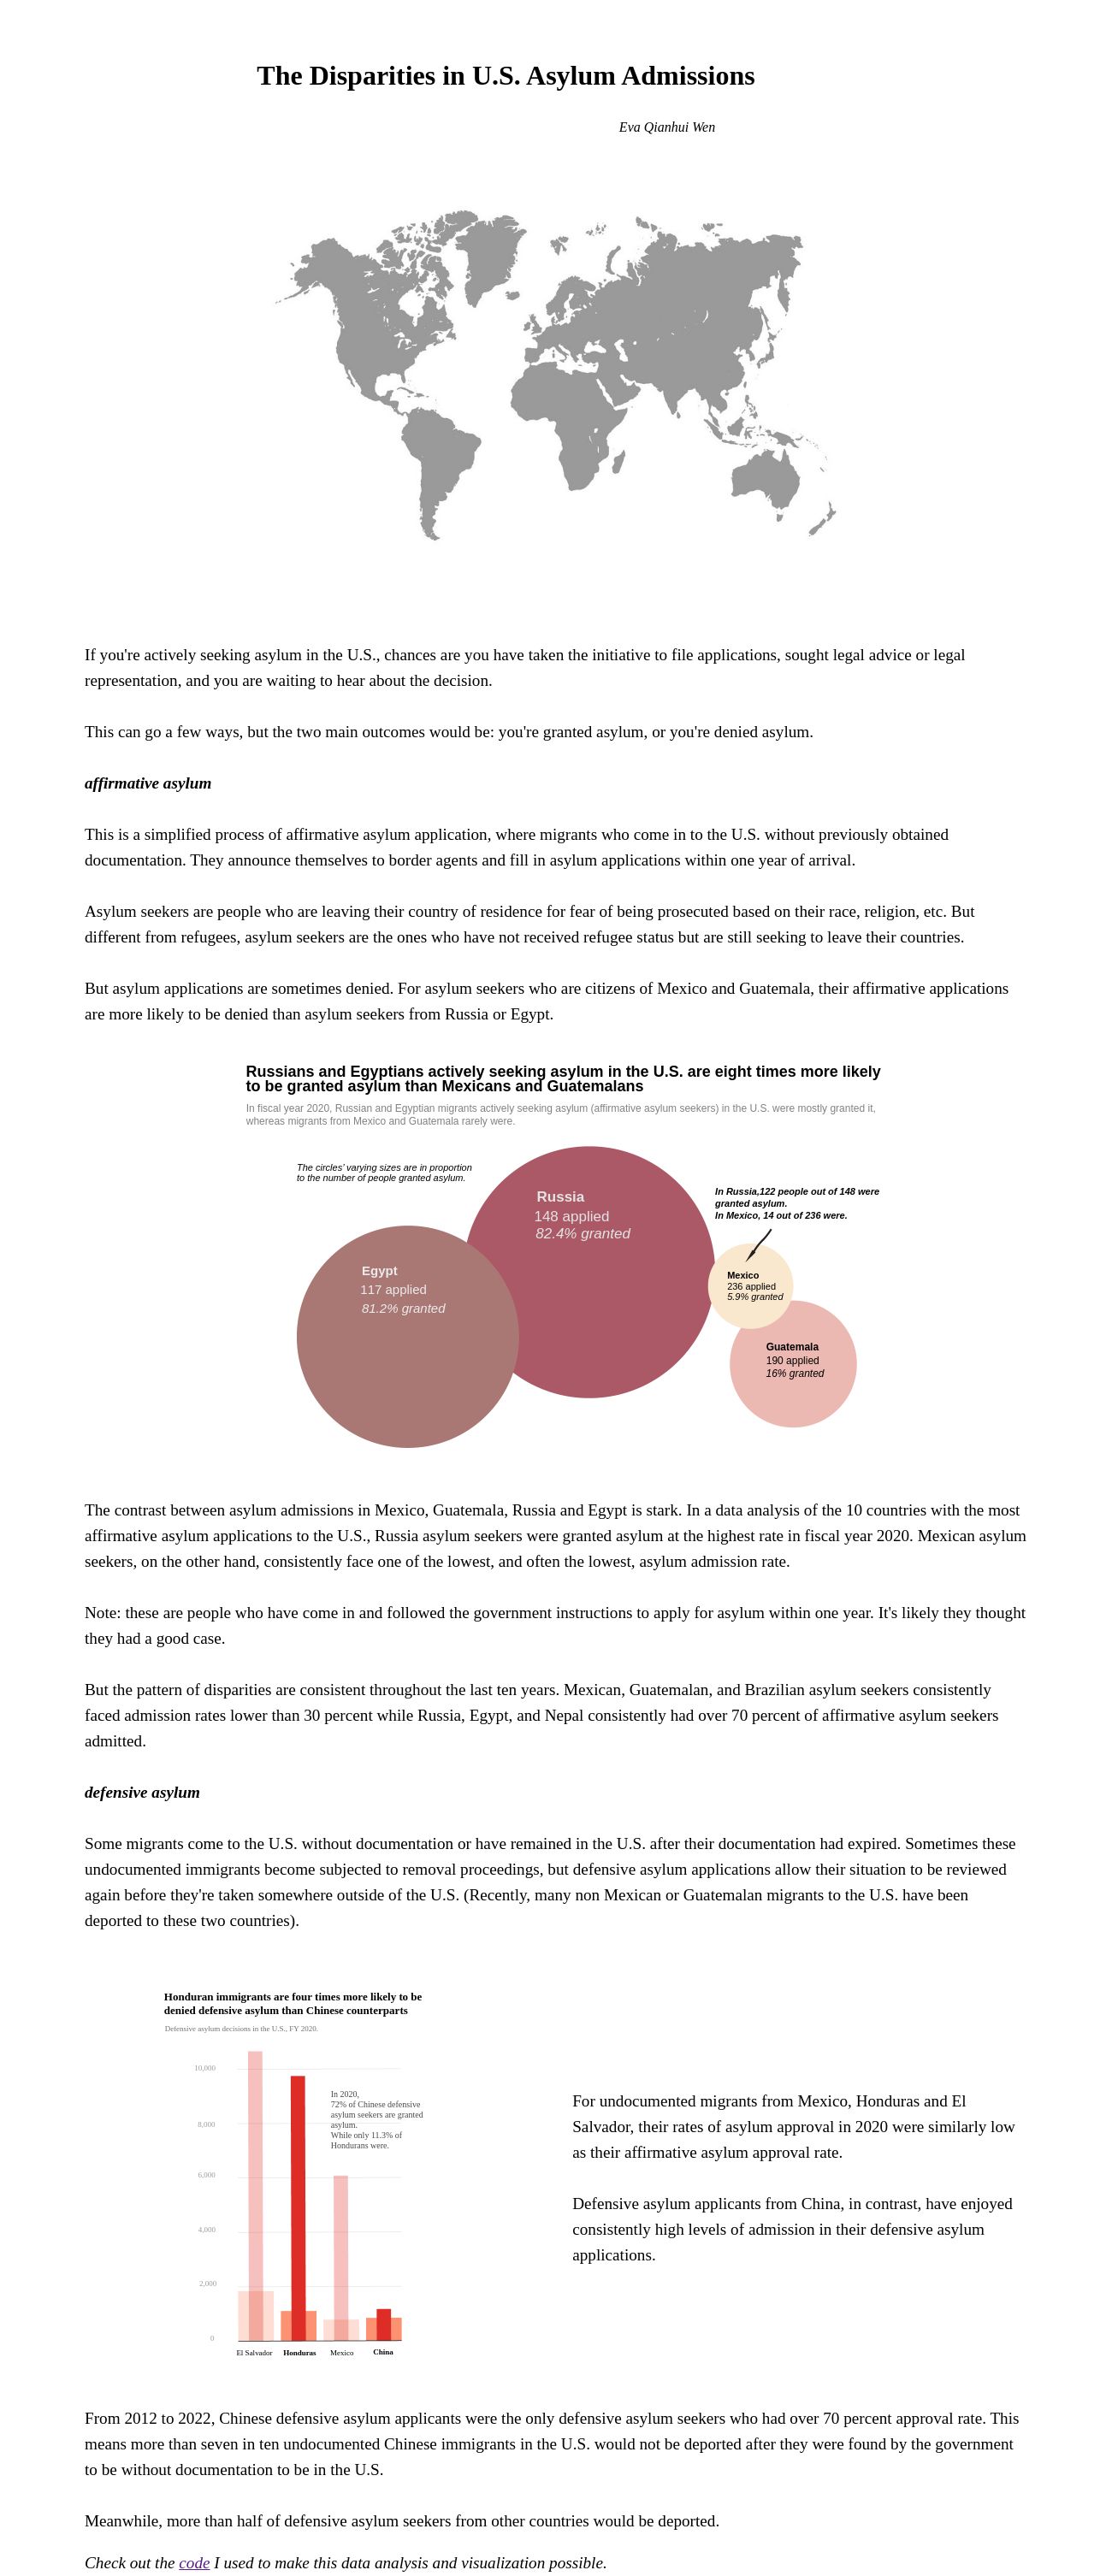 The Disparities in U.S. Asylum Admissions
Eva Qianhui Wen
If you're actively seeking asylum in the U.S., chances are you have taken the initiative to file applications, sought legal advice or legal
representation, and you are waiting to hear about the decision.
This can go a few ways, but the two main outcomes would be: you're granted asylum, or you're denied asylum.
affirmative asylum
This is a simplified process of affirmative asylum application, where migrants who come in to the U.S. without previously obtained
documentation. They announce themselves to border agents and fill in asylum applications within one year of arrival.
Asylum seekers are people who are leaving their country of residence for fear of being prosecuted based on their race, religion, etc. But
different from refugees, asylum seekers are the ones who have not received refugee status but are still seeking to leave their countries.
But asylum applications are sometimes denied. For asylum seekers who are citizens of Mexico and Guatemala, their affirmative applications
are more likely to be denied than asylum seekers from Russia or Egypt.
Russians and Egyptians actively seeking asylum in the U.S. are eight times more likely
to be granted asylum than Mexicans and Guatemalans
In fiscal year 2020, Russian and Egyptian migrants actively seeking asylum (affirmative asylum seekers) in the U.S. were mostly granted it,
whereas migrants from Mexico and Guatemala rarely were.
The circles' varying sizes are in proportion
to the number of people granted asylum.
Russia
148 applied
82.4% granted
In Russia,122 people out of 148 were
granted asylum.
In Mexico, 14 out of 236 were.
Egypt
117 applied
81.2% granted
Mexico
236 applied
5.9% granted
Guatemala
190 applied
16% granted
The contrast between asylum admissions in Mexico, Guatemala, Russia and Egypt is stark. In a data analysis of the 10 countries with the most
affirmative asylum applications to the U.S., Russia asylum seekers were granted asylum at the highest rate in fiscal year 2020. Mexican asylum
seekers, on the other hand, consistently face one of the lowest, and often the lowest, asylum admission rate.
Note: these are people who have come in and followed the government instructions to apply for asylum within one year. It's likely they thought
they had a good case.
But the pattern of disparities are consistent throughout the last ten years. Mexican, Guatemalan, and Brazilian asylum seekers consistently
faced admission rates lower than 30 percent while Russia, Egypt, and Nepal consistently had over 70 percent of affirmative asylum seekers
admitted.
defensive asylum
Some migrants come to the U.S. without documentation or have remained in the U.S. after their documentation had expired. Sometimes these
undocumented immigrants become subjected to removal proceedings, but defensive asylum applications allow their situation to be reviewed
again before they're taken somewhere outside of the U.S. (Recently, many non Mexican or Guatemalan migrants to the U.S. have been
deported to these two countries).
Honduran immigrants are four times more likely to be
denied defensive asylum than Chinese counterparts
Defensive asylum decisions in the U.S., FY 2020.
10,000
8,000
6,000
4,000
2,000
0
In 2020,
72% of Chinese defensive
asylum seekers are granted
asylum.
While only 11.3% of
Hondurans were.
El Salvador
Honduras
Mexico
China
For undocumented migrants from Mexico, Honduras and El
Salvador, their rates of asylum approval in 2020 were similarly low
as their affirmative asylum approval rate.
Defensive asylum applicants from China, in contrast, have enjoyed
consistently high levels of admission in their defensive asylum
applications.
From 2012 to 2022, Chinese defensive asylum applicants were the only defensive asylum seekers who had over 70 percent approval rate. This
means more than seven in ten undocumented Chinese immigrants in the U.S. would not be deported after they were found by the government
to be without documentation to be in the U.S.
Meanwhile, more than half of defensive asylum seekers from other countries would be deported.
Check out the code I used to make this data analysis and visualization possible.